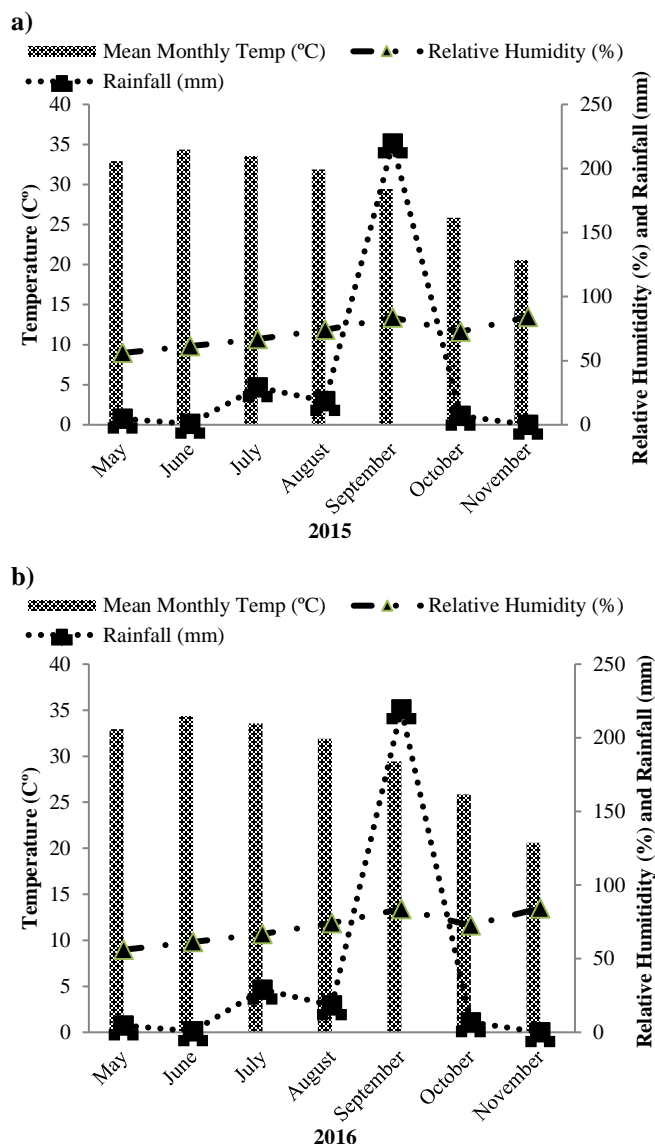 a)
Mean Monthly Temp (ºC) Relative Humidity (%)
Rainfall (mm)
40 250
35
200
30
25 150
20
15 100
10
50
5
0 0
Temperature (Cº)
Relative Humitidity (%) and Rainfall (mm)
May June July August September October November
2015
b)
Mean Monthly Temp (ºC) Relative Humidity (%)
Rainfall (mm)
40 250
35
200
30
25 150
20
15 100
10
50
5
0 0
Temperature (Cº)
Relative Humtidity (%) and Rainfall (mm)
May June July August September October November
2016